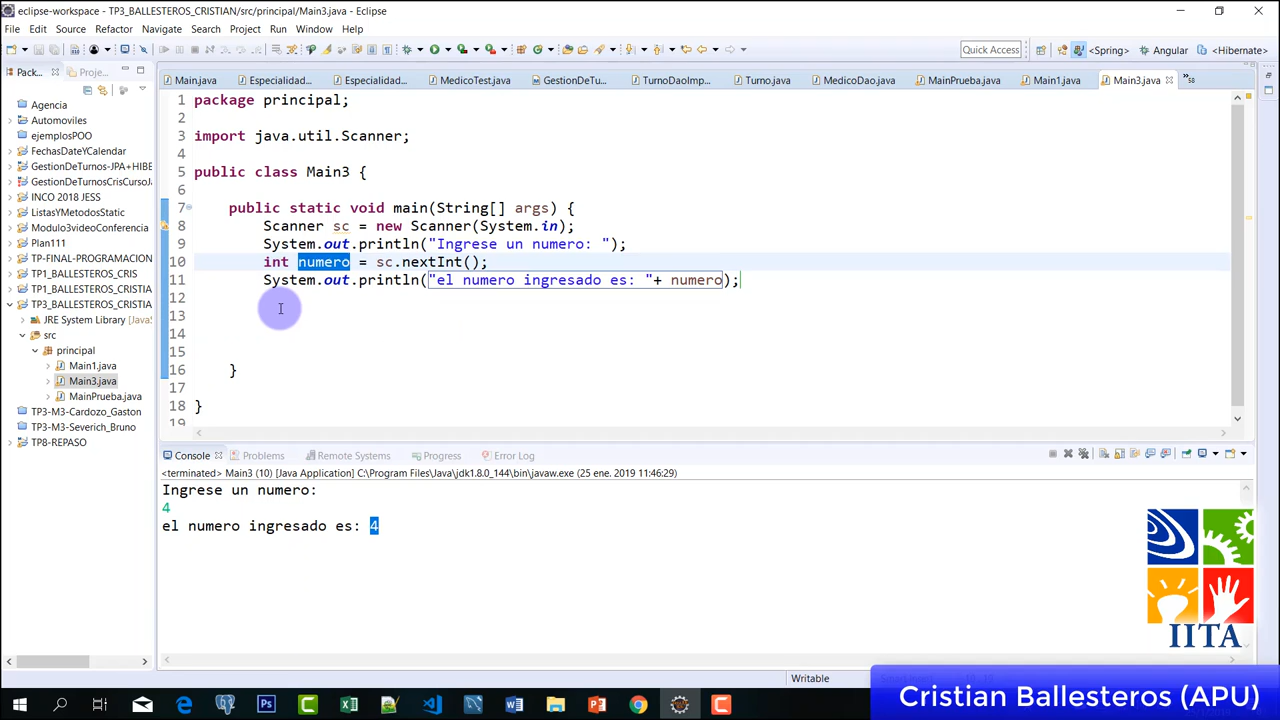 eclipse-workspace - TP3_BALLESTEROS_CRISTIAN/src/principal/Main3.java - Eclipse
File Edit Source Refactor Navigate Search Project Run Window Help
Quick Access <Spring> Angular <Hibernate>
Pack... Proje...
Main.java Especialidad... Especialidad... MedicoTest.java GestionDeTu... TurnoDaoImp... Turno.java MedicoDao.java MainPrueba.java Main1.java Main3.java »58
Agencia
Automoviles
ejemplosPOO
FechasDateYCalendar
GestionDeTurnos-JPA+HIBE
GestionDeTurnosCrisCursoJa
INCO 2018 JESS
ListasYMetodosStatic
Modulo3videoConferencia
Plan111
TP-FINAL-PROGRAMACION
TP1_BALLESTEROS_CRIS
TP1_BALLESTEROS_CRISTIA
TP3_BALLESTEROS_CRISTIA
JRE System Library [JavaS
src
principal
Main1.java
Main3.java
MainPrueba.java
TP3-M3-Cardozo_Gaston
TP3-M3-Severich_Bruno
TP8-REPASO
1 package principal;
2
3 import java.util.Scanner;
4
5 public class Main3 {
6
7 public static void main(String[] args) {
8 Scanner sc = new Scanner(System.in);
9 System.out.println("Ingrese un numero: ");
10 int numero = sc.nextInt();
11 System.out.println("el numero ingresado es: "+ numero);
12
13
14
15
16 }
17
18 }
19
Console Problems Remote Systems Progress Error Log
<terminated> Main3 (10) [Java Application] C:\Program Files\Java\jdk1.8.0_144\bin\javaw.exe (25 ene. 2019 11:46:29)
Ingrese un numero:
4
el numero ingresado es: 4
IITA
Writable
Cristian Ballesteros (APU)